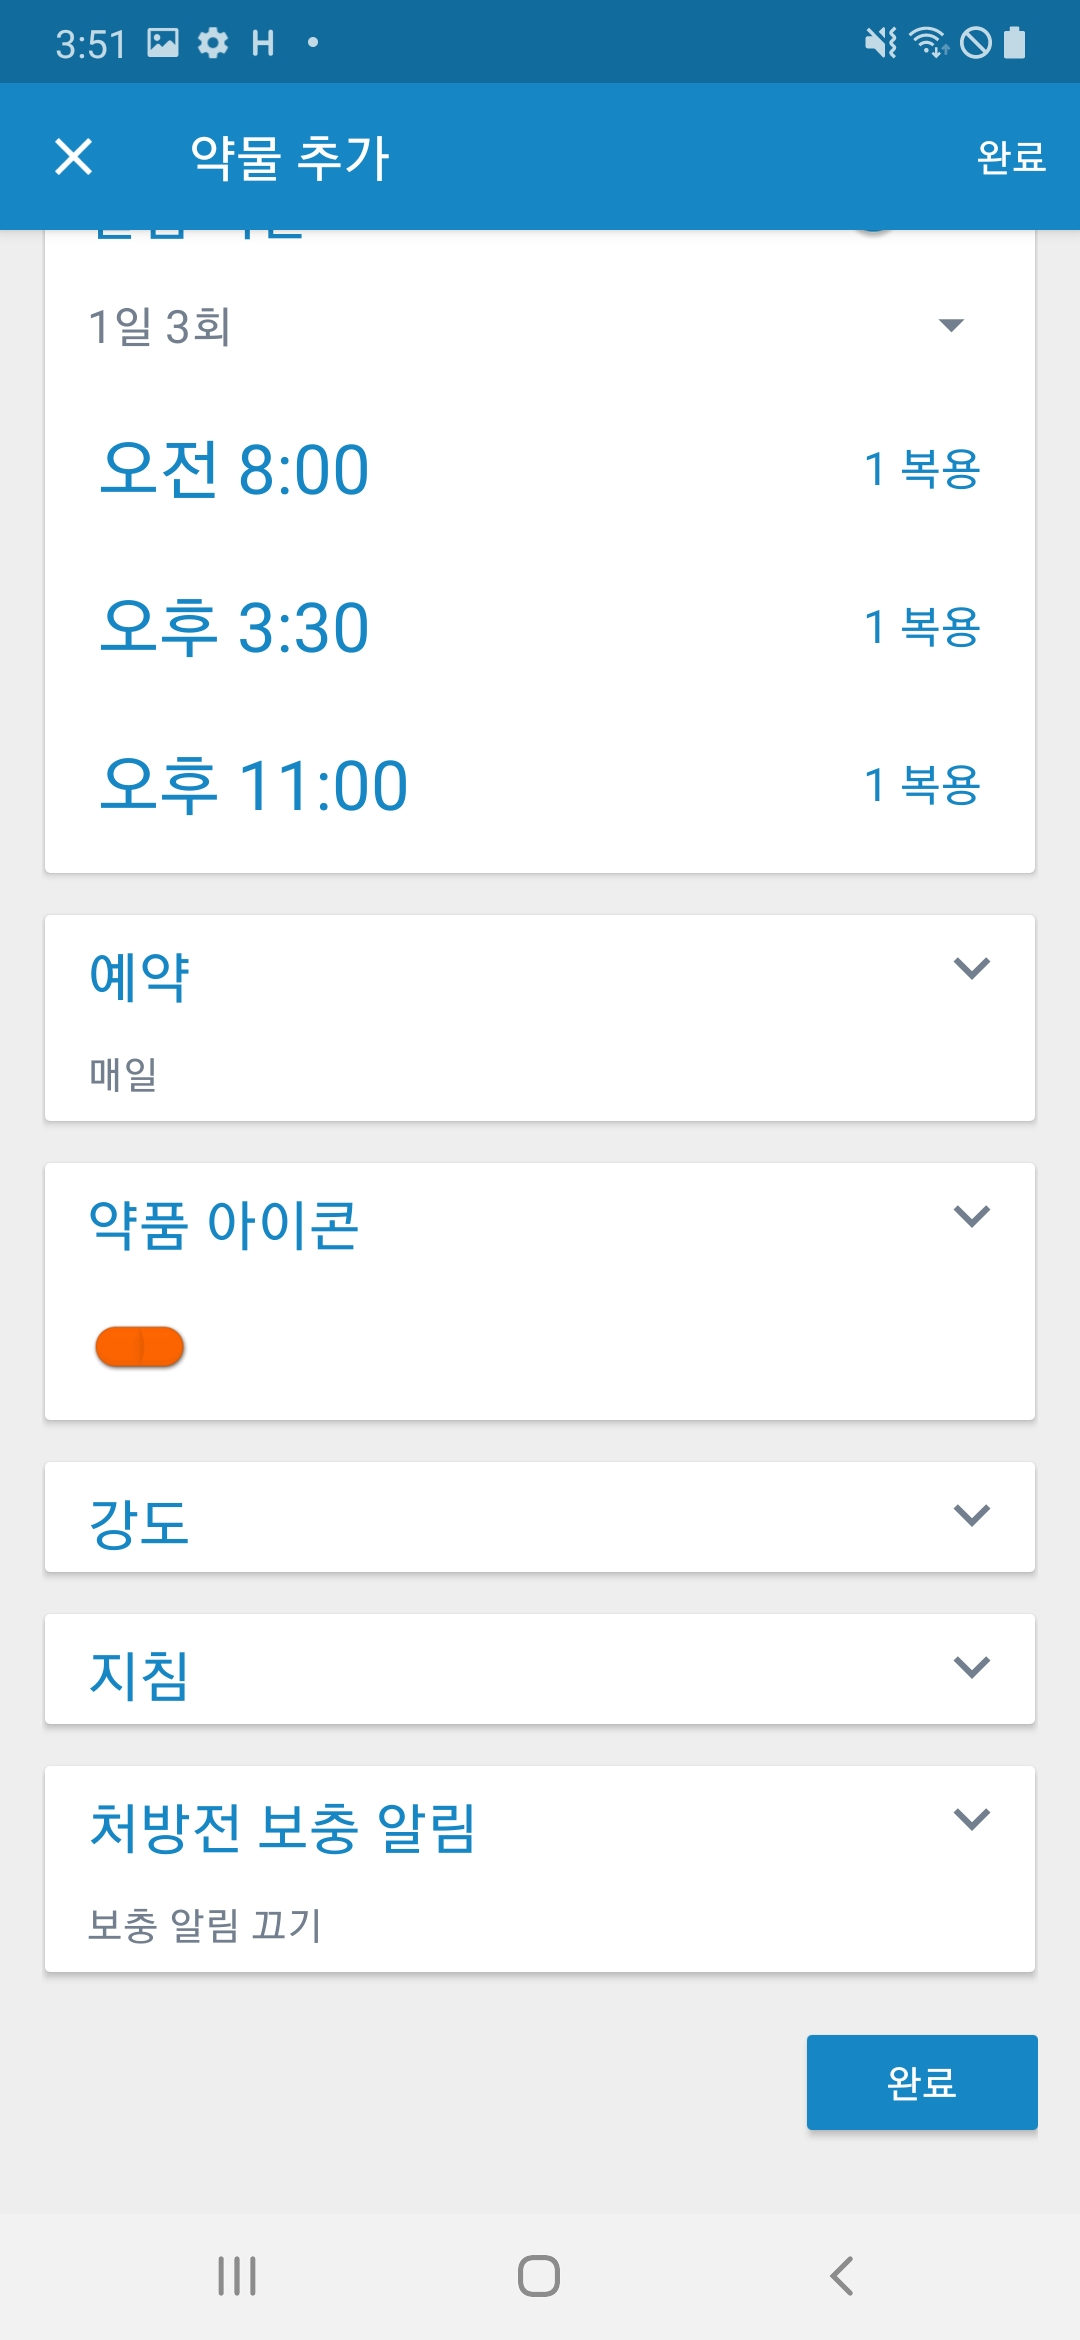 3:51 H
약물 추가
완료
1일 3회
오전 8:00
1 복용
오후 3:30
1 복용
오후 11:00
1 복용
예약
매일
약품 아이콘
강도
지침
처방전 보충 알림
보충 알림 끄기
완료